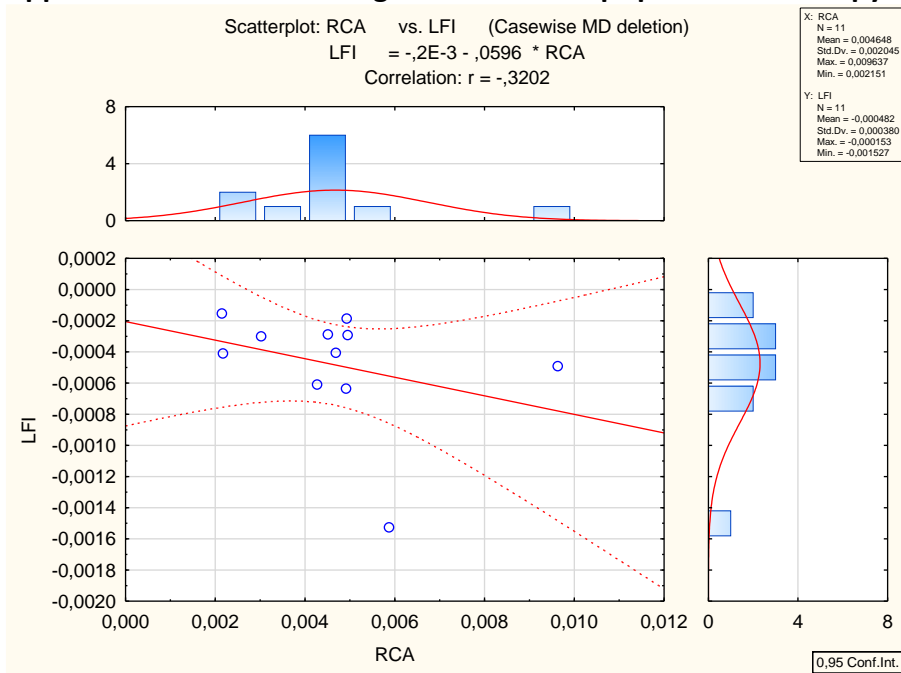 Scatterplot: RCA vs. LFI (Casewise MD deletion)
LFI = -,2E-3 - ,0596 * RCA
Correlation: r = -,3202
X: RCA
N = 11
Mean = 0,004648
Std.Dv. = 0,002045
Max. = 0,009637
Min. = 0,002151
Y: LFI
N = 11
Mean = -0,000482
Std.Dv. = 0,000380
Max. = -0,000153
Min. = -0,001527
8
4
0
0,0002
0,0000
-0,0002
-0,0004
-0,0006
-0,0008
-0,0010
-0,0012
-0,0014
-0,0016
-0,0018
-0,0020
LFI
0,000 0,002 0,004 0,006 0,008 0,010 0,012
RCA
0 4 8
0,95 Conf.Int.